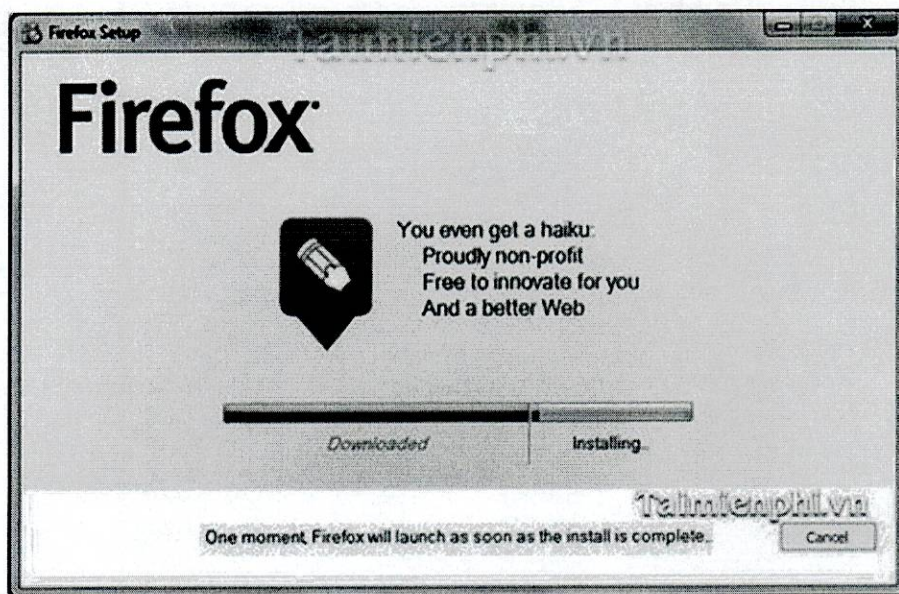 Firefox Setup
Taimienphi.vn
Firefox
You even get a haiku:
Proudly non-profit
Free to innovate for you
And a better Web
Downloaded
Installing...
Taimienphi.vn
One moment, Firefox will launch as soon as the install is complete...
Cancel